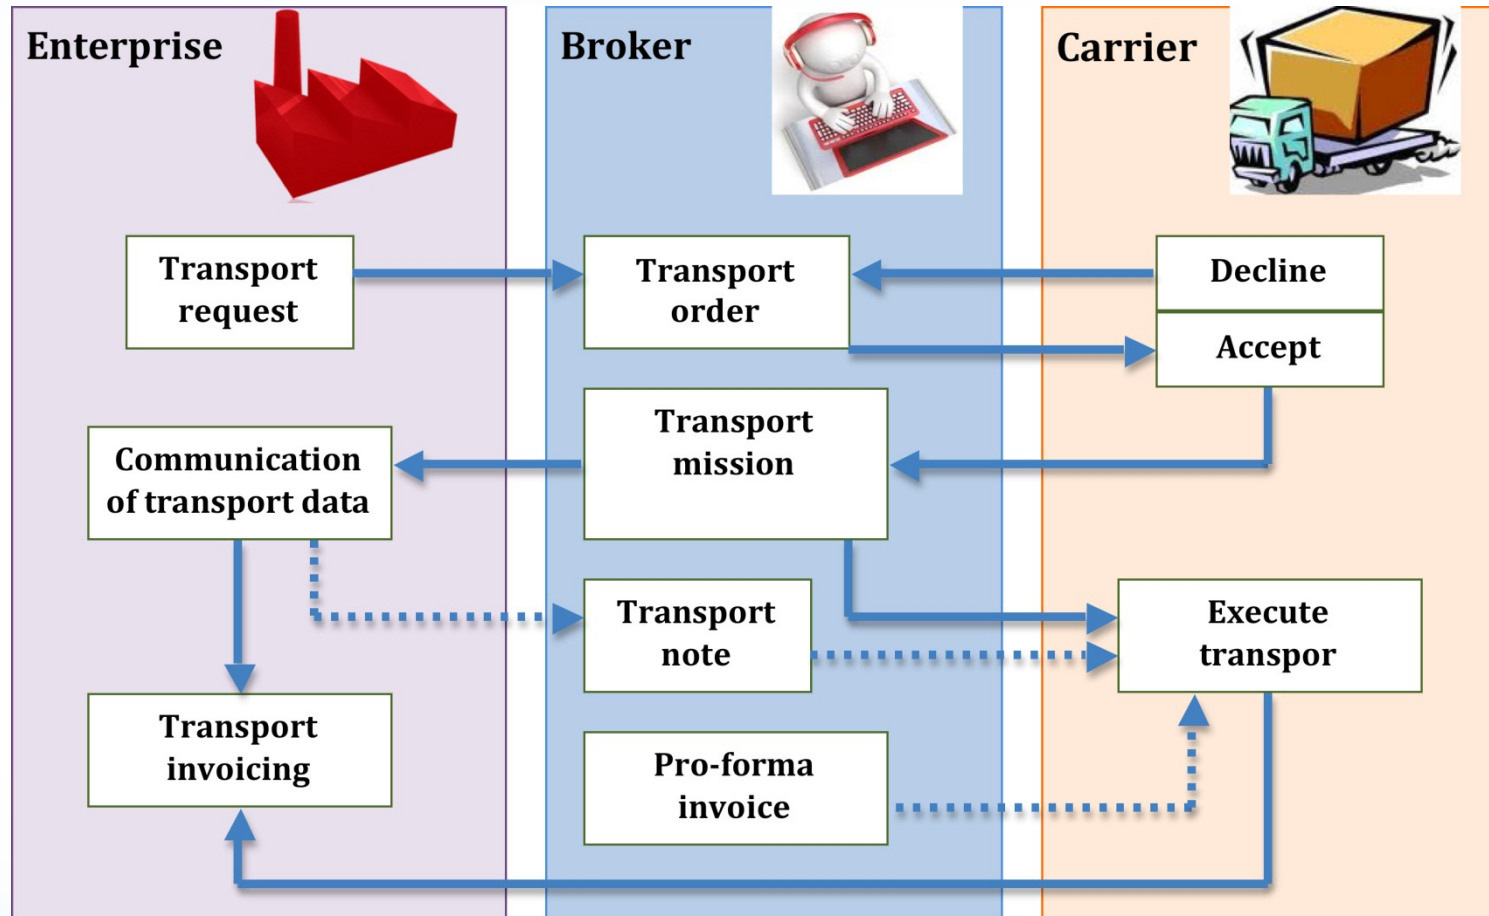 Enterprise
Broker
Carrier
Transport
request
Transport
order
Decline
Accept
Transport
mission
Communication
of transport data
Transport
note
Execute
transpor
Transport
invoicing
Pro-forma
invoice